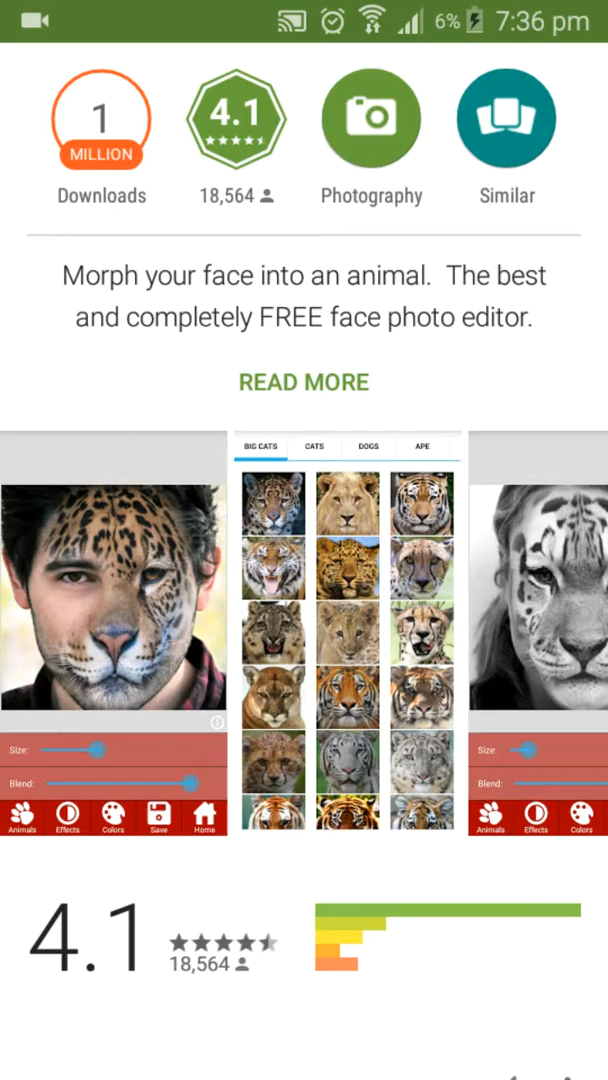 6% 7:36 pm
1
MILLION
4.1
Downloads
18,564
Photography
Similar
Morph your face into an animal. The best
and completely FREE face photo editor.
READ MORE
BIG CATS CATS DOGS APE
Size:
Blend:
Animals Effects Colors Save Home
Size:
Blend:
Animals Effects Colors
4.1
18,564